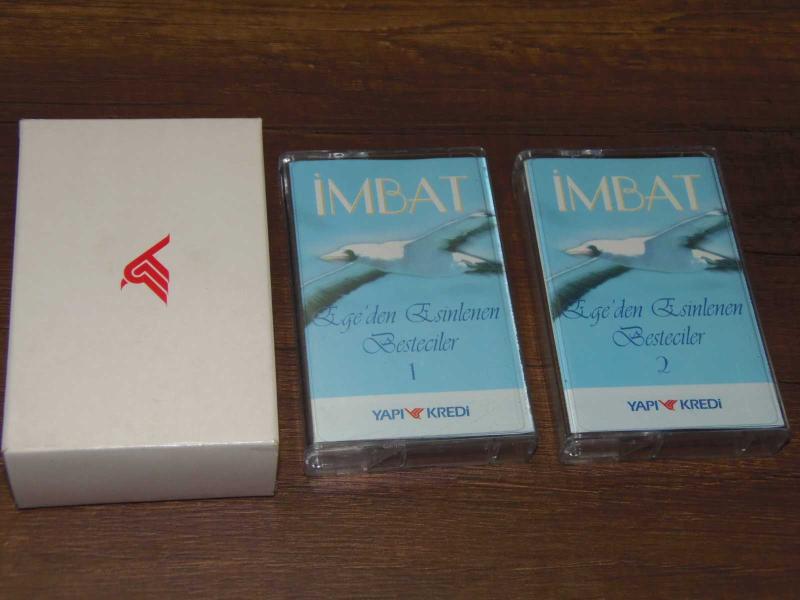 İMBAT
Ege'den Esinlenen
Besteciler
1
YAPI KREDİ
İMBAT
Ege'den Esinlenen
Besteciler
2
YAPI KREDİ